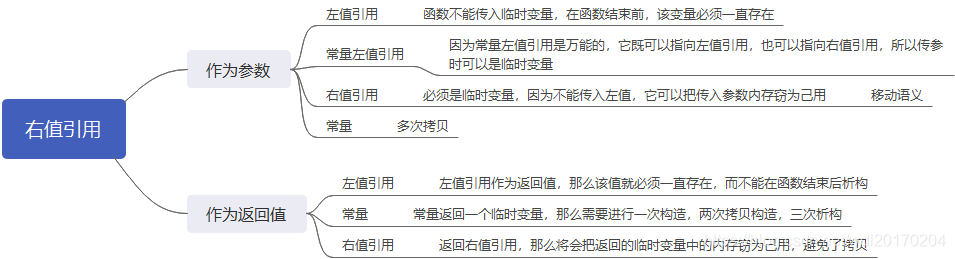 右值引用
作为参数
左值引用 函数不能传入临时变量，在函数结束前，该变量必须一直存在
常量左值引用 因为常量左值引用是万能的，它既可以指向左值引用，也可以指向右值引用，所以传参
时可以是临时变量
右值引用 必须是临时变量，因为不能传入左值，它可以把传入参数内存窃为己用 移动语义
常量 多次拷贝
作为返回值
左值引用 左值引用作为返回值，那么该值就必须一直存在，而不能在函数结束后析构
常量 常量返回一个临时变量，那么需要进行一次构造，两次拷贝构造，三次析构
右值引用 返回右值引用，那么将会把返回的临时变量中的内存窃为己用，避免了拷贝